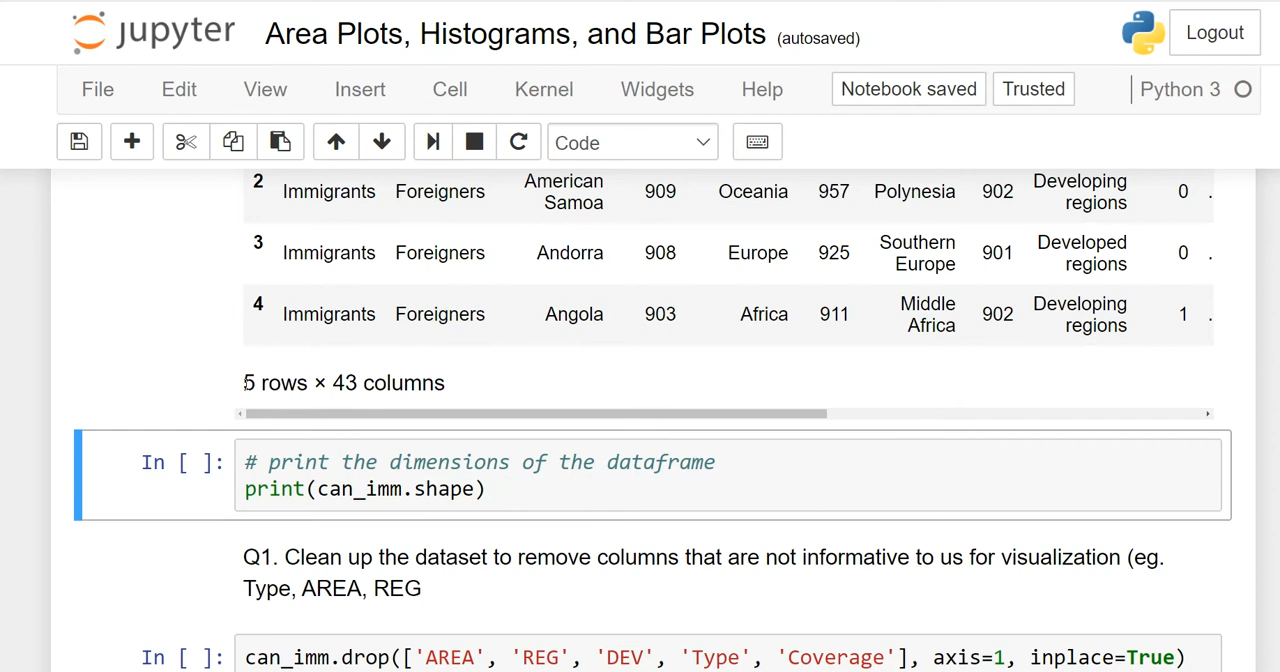 jupyter Area Plots, Histograms, and Bar Plots (autosaved) Logout
File Edit View Insert Cell Kernel Widgets Help Notebook saved Trusted Python 3
Code
2 Immigrants Foreigners American Samoa 909 Oceania 957 Polynesia 902 Developing regions 0 .
3 Immigrants Foreigners Andorra 908 Europe 925 Southern Europe 901 Developed regions 0 .
4 Immigrants Foreigners Angola 903 Africa 911 Middle Africa 902 Developing regions 1 .
5 rows × 43 columns
In [ ]: # print the dimensions of the dataframe
print(can_imm.shape)
Q1. Clean up the dataset to remove columns that are not informative to us for visualization (eg.
Type, AREA, REG
In [ ]: can_imm.drop(['AREA', 'REG', 'DEV', 'Type', 'Coverage'], axis=1, inplace=True)